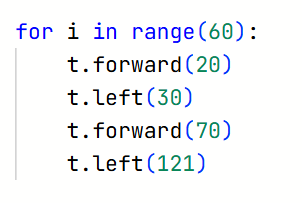 for i in range(60):
    t.forward(20)
    t.left(30)
    t.forward(70)
    t.left(121)